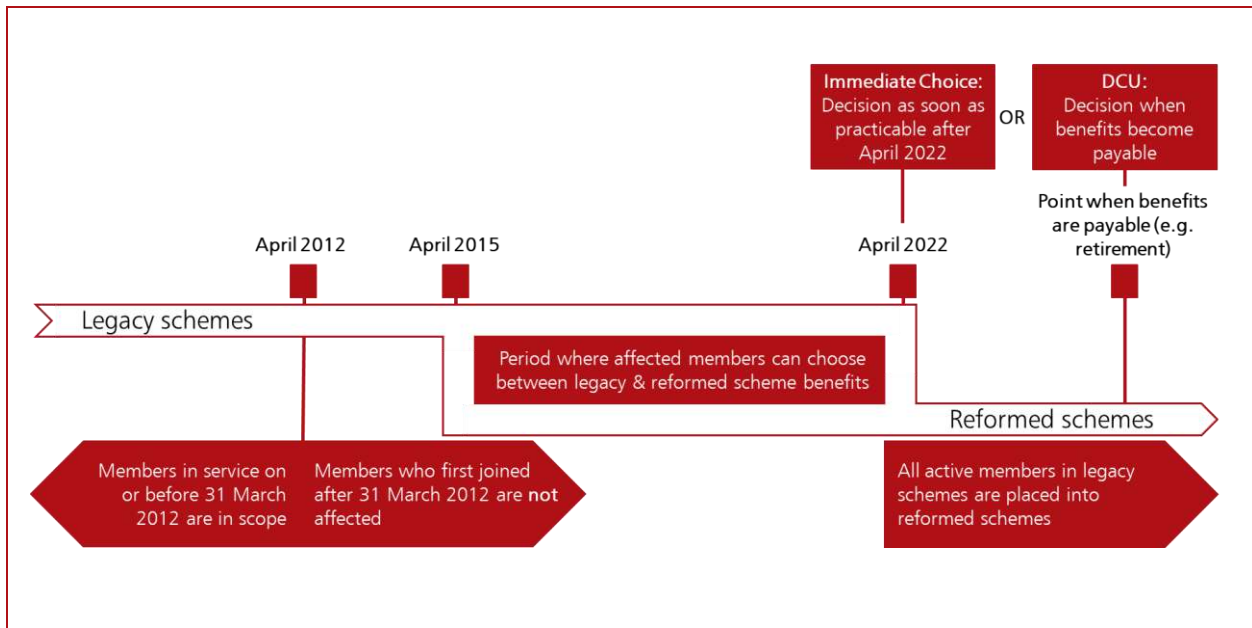 Immediate Choice:
Decision as soon as
practicable after
April 2022
OR
DCU:
Decision when
benefits become
payable
Point when benefits
are payable (e.g.
retirement)
April 2012
April 2015
April 2022
Legacy schemes
Period where affected members can choose
between legacy & reformed scheme benefits
Reformed schemes
Members in service on
or before 31 March
2012 are in scope
Members who first joined
after 31 March 2012 are not
affected
All active members in legacy
schemes are placed into
reformed schemes